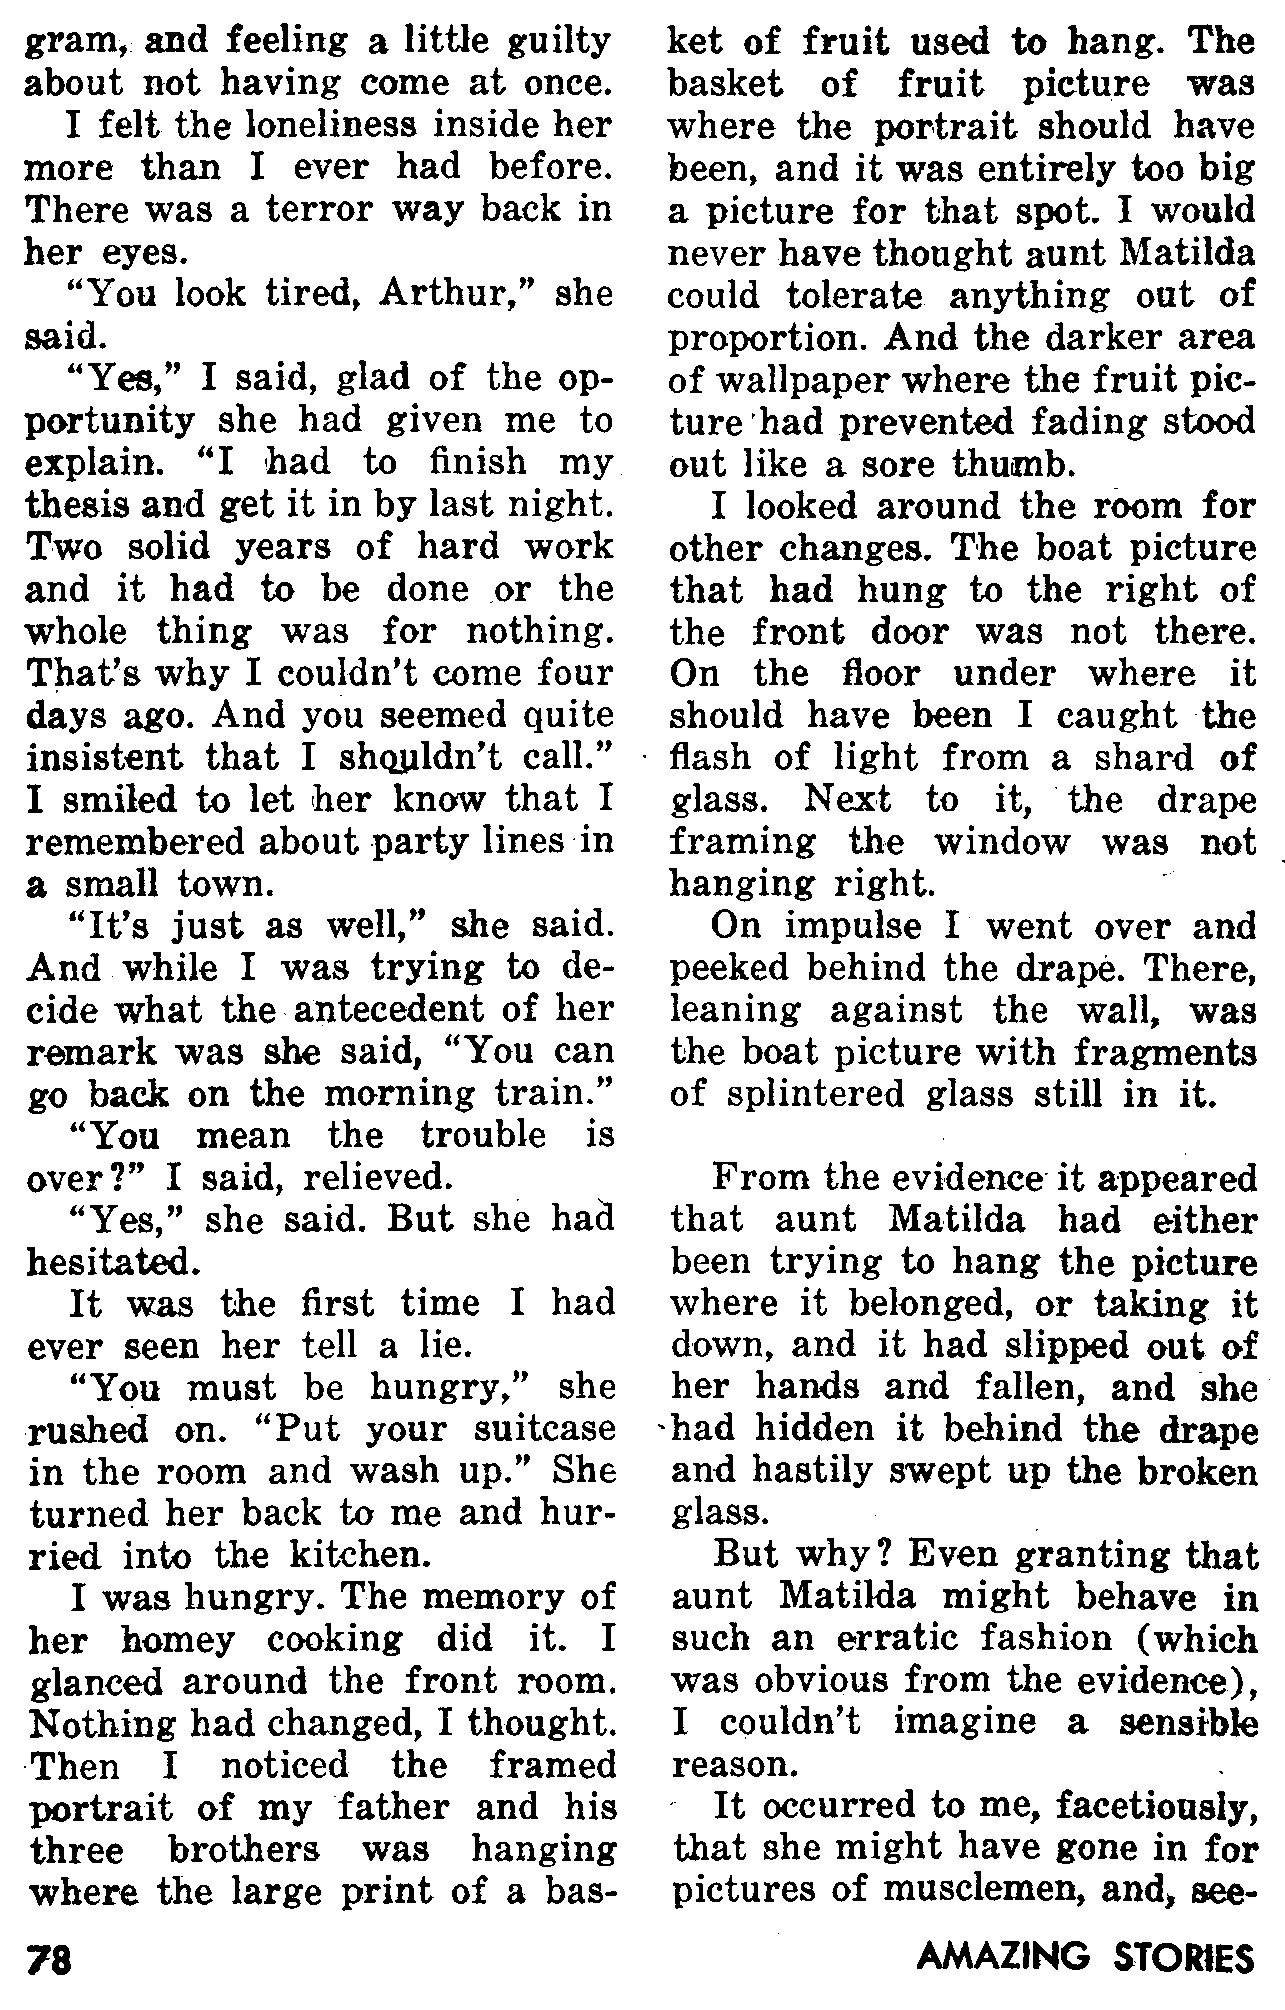 gram, and feeling a little guilty
about not having come at once.
I felt the loneliness inside her
more than I ever had before.
There was a terror way back in
her eyes.
“You look tired, Arthur,” she
said.
“Yes,” I said, glad of the op-
portunity she had given me to
explain. “I had to finish my
thesis and get it in by last night.
Two solid years of hard work
and it had to be done or the
whole thing was for nothing.
That’s why I couldn’t come four
days ago. And you seemed quite
insistent that I shouldn’t call.”
I smiled to let her know that I
remembered about party lines in
a small town.
“It’s just as well,” she said.
And while I was trying to de-
cide what the antecedent of her
remark was she said, “You can
go back on the morning train.”
“You mean the trouble is
over?” I said, relieved.
“Yes,” she said. But she had
hesitated.
It was the first time I had
ever seen her tell a lie.
“You must be hungry,” she
rushed on. “Put your suitcase
in the room and wash up.” She
turned her back to me and hur-
ried into the kitchen.
I was hungry. The memory of
her homey cooking did it. I
glanced around the front room.
Nothing had changed, I thought.
Then I noticed the framed
portrait of my father and his
three brothers was hanging
where the large print of a bas-
ket of fruit used to hang. The
basket of fruit picture was
where the portrait should have
been, and it was entirely too big
a picture for that spot. I would
never have thought aunt Matilda
could tolerate anything out of
proportion. And the darker area
of wallpaper where the fruit pic-
ture had prevented fading stood
out like a sore thumb.
I looked around the room for
other changes. The boat picture
that had hung to the right of
the front door was not there.
On the floor under where it
should have been I caught the
flash of light from a shard of
glass. Next to it, the drape
framing the window was not
hanging right.
On impulse I went over and
peeked behind the drape. There,
leaning against the wall, was
the boat picture with fragments
of splintered glass still in it.
From the evidence it appeared
that aunt Matilda had either
been trying to hang the picture
where it belonged, or taking it
down, and it had slipped out of
her hands and fallen, and she
had hidden it behind the drape
and hastily swept up the broken
glass.
But why? Even granting that
aunt Matilda might behave in
such an erratic fashion (which
was obvious from the evidence),
I couldn’t imagine a sensible
reason.
It occurred to me, facetiously,
that she might have gone in for
pictures of musclemen, and, see-
78
AMAZING STORIES